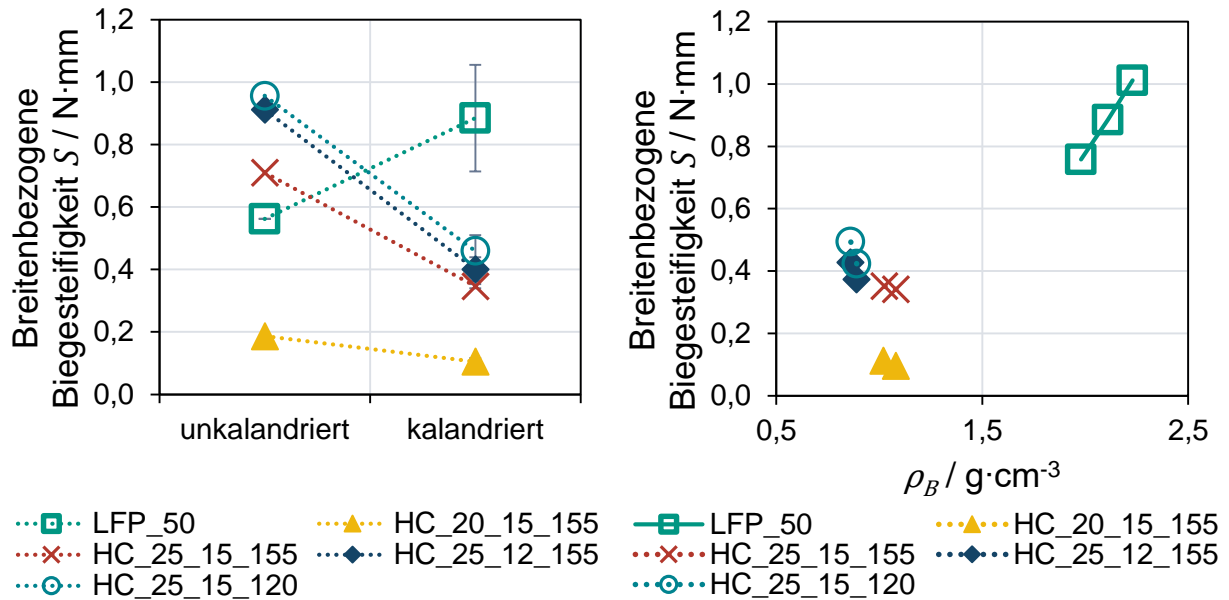 Breitenbezogene
Biegesteifigkeit S / N·mm
1,2
1,0
0,8
0,6
0,4
0,2
0,0
unkalandriert kalandriert
LFP_50 HC_20_15_155
HC_25_15_155 HC_25_12_155
HC_25_15_120
Breitenbezogene
Biegesteifigkeit S / N·mm
1,2
1,0
0,8
0,6
0,4
0,2
0,0
0,5 1,5 2,5
ρB / g·cm-3
LFP_50 HC_20_15_155
HC_25_15_155 HC_25_12_155
HC_25_15_120